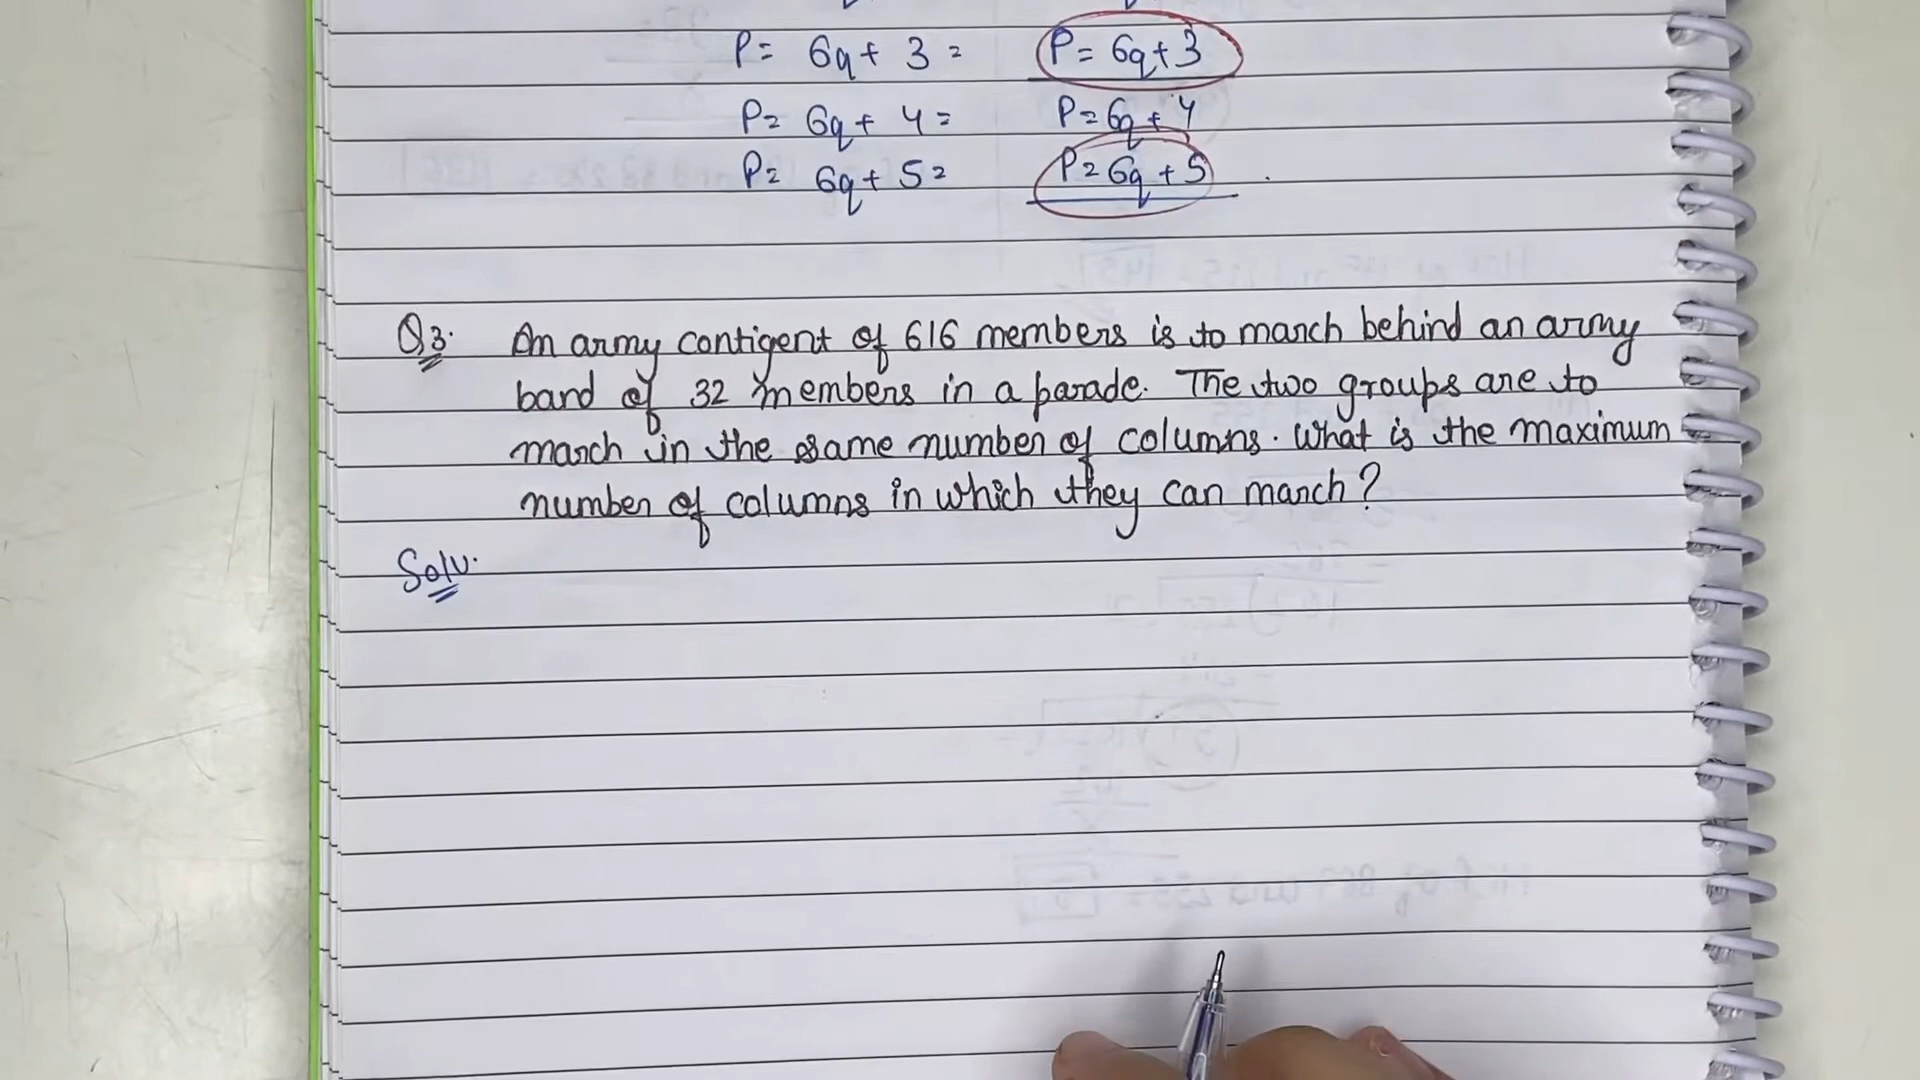 P= 6q+ 3 = P= 6q+3
P= 6q+ 4 = P=6q+4
P= 6q+5= P=6q+5
Q3. An army contigent of 616 members is to march behind an army
band of 32 members in a parade. The two groups are to
march in the same number of columns. What is the maximum
number of columns in which they can march?
Solu.